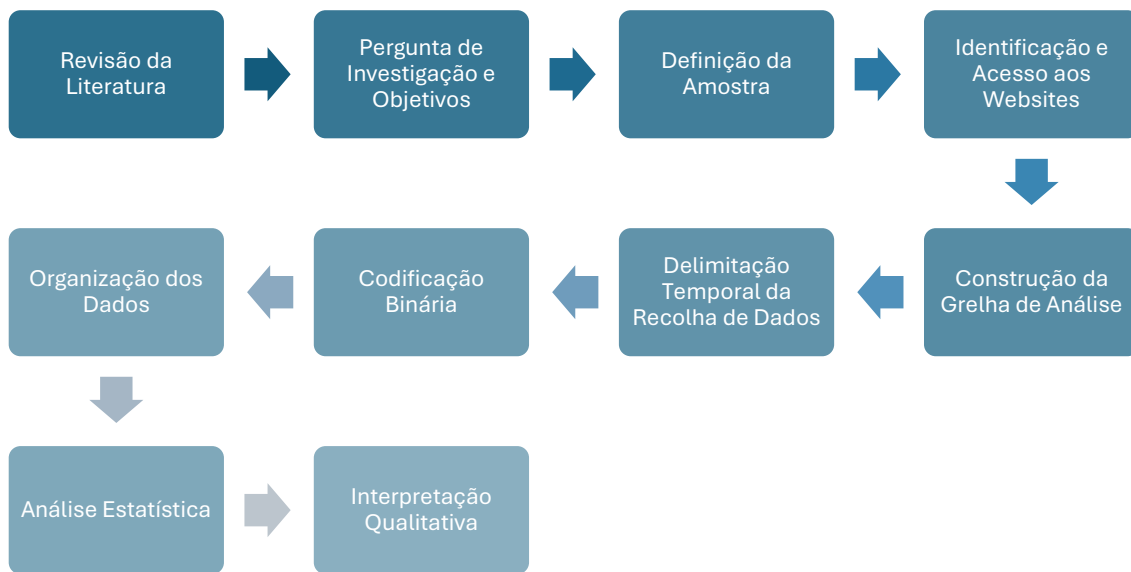 Revisão da
Literatura
Pergunta de
Investigação e
Objetivos
Definição da
Amostra
Identificação e
Acesso aos
Websites
Construção da
Grelha de Análise
Delimitação
Temporal da
Recolha de Dados
Codificação
Binária
Organização dos
Dados
Análise Estatística
Interpretação
Qualitativa